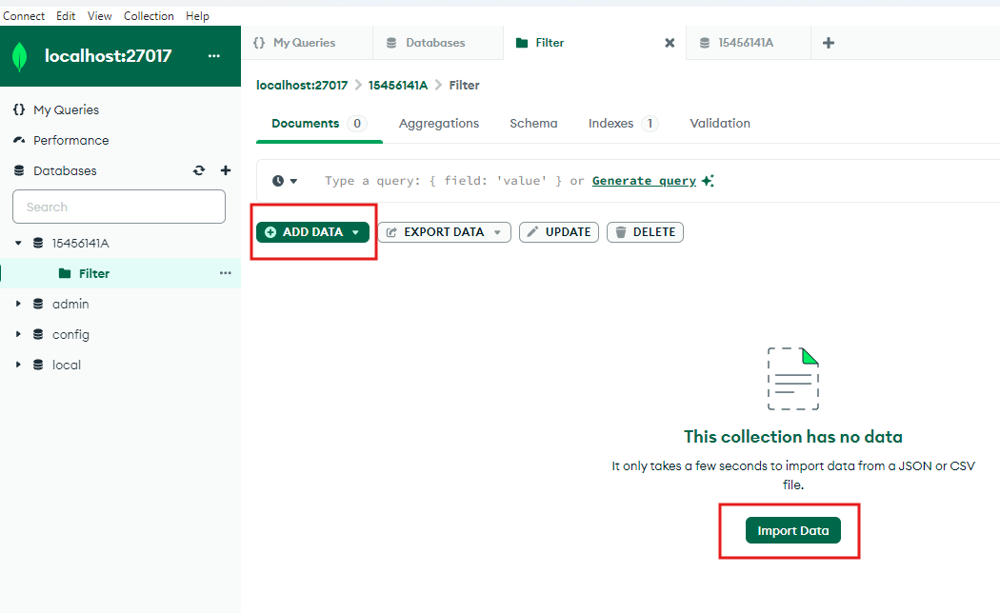 Connect Edit View Collection Help
localhost:27017 ...
{} My Queries Databases Filter 15456141A
localhost:27017 > 15456141A > Filter
My Queries
Performance
Databases
Search
15456141A
Filter
admin
config
local
Documents 0 Aggregations Schema Indexes 1 Validation
Type a query: { field: 'value' } or Generate query
ADD DATA EXPORT DATA UPDATE DELETE
This collection has no data
It only takes a few seconds to import data from a JSON or CSV
file.
Import Data